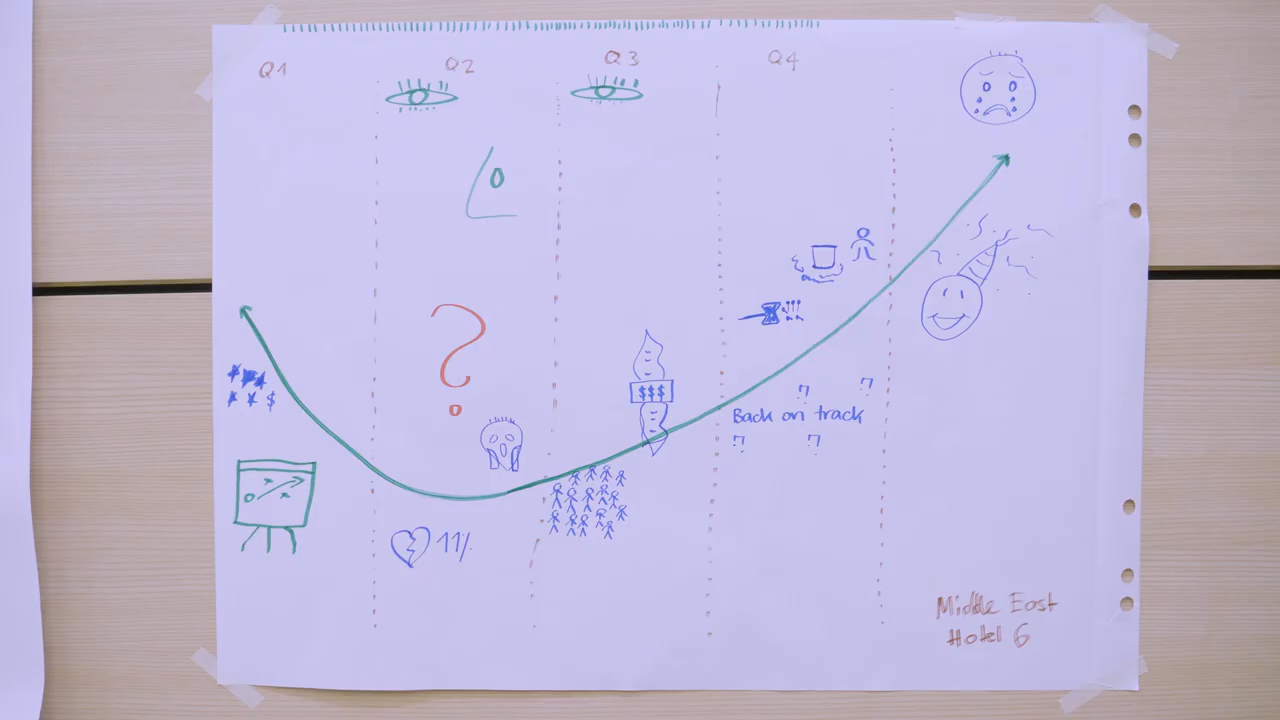 Q1 Q2 Q3 Q4
?
$
$$$
? ?
Back on track
? ?
11%
Middle East
Hotel 6